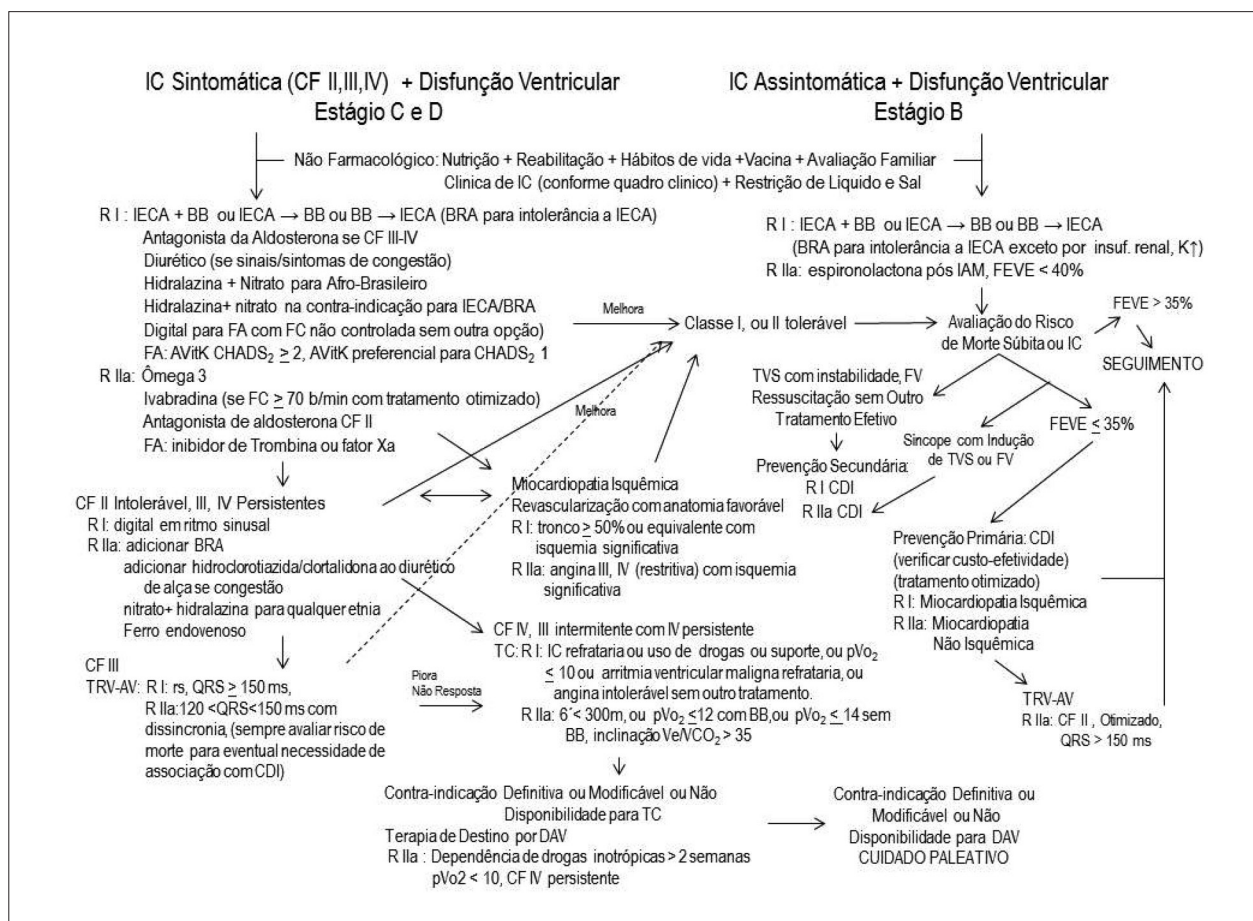 IC Sintomática (CF II,III,IV) + Disfunção Ventricular
Estágio C e D
IC Assintomática + Disfunção Ventricular
Estágio B
Não Farmacológico: Nutrição + Reabilitação + Hábitos de vida +Vacina + Avaliação Familiar
Clinica de IC (conforme quadro clinico) + Restrição de Líquido e Sal
R I : IECA + BB ou IECA → BB ou BB → IECA (BRA para intolerância a IECA)
Antagonista da Aldosterona se CF III-IV
Diurético (se sinais/sintomas de congestão)
Hidralazina + Nitrato para Afro-Brasileiro
Hidralazina+ nitrato na contra-indicação para IECA/BRA
Digital para FA com FC não controlada sem outra opção)
FA: AVitK CHADS₂ ≥ 2, AVitK preferencial para CHADS₂ 1
R IIa: Ômega 3
Ivabradina (se FC ≥ 70 b/min com tratamento otimizado)
Antagonista de aldosterona CF II
FA: inibidor de Trombina ou fator Xa
Melhora
Melhora
Classe I, ou II tolerável
R I : IECA + BB ou IECA → BB ou BB → IECA
(BRA para intolerância a IECA exceto por insuf. renal, K↑)
R IIa: espironolactona pós IAM, FEVE < 40%
Avaliação do Risco
de Morte Súbita ou IC
FEVE > 35%
SEGUIMENTO
TVS com instabilidade, FV
Ressuscitação sem Outro
Tratamento Efetivo
Síncope com Indução
de TVS ou FV
FEVE ≤ 35%
Prevenção Secundária:
R I CDI
R IIa CDI
Prevenção Primária: CDI
(verificar custo-efetividade)
(tratamento otimizado)
R I: Miocardiopatia Isquêmica
R IIa: Miocardiopatia
Não Isquêmica
TRV-AV
R IIa: CF II , Otimizado,
QRS > 150 ms
CF II Intolerável, III, IV Persistentes
R I: digital em ritmo sinusal
R IIa: adicionar BRA
adicionar hidroclorotiazida/clortalidona ao diurético
de alça se congestão
nitrato+ hidralazina para qualquer etnia
Ferro endovenoso
Miocardiopatia Isquêmica
Revascularização com anatomia favorável
R I: tronco ≥ 50% ou equivalente com
isquemia significativa
R IIa: angina III, IV (restritiva) com isquemia
significativa
CF III
TRV-AV: R I: rs, QRS ≥ 150 ms,
R IIa:120 <QRS<150 ms com
dissincronia, (sempre avaliar risco de
morte para eventual necessidade de
associação com CDI)
Piora
Não Resposta
CF IV, III intermitente com IV persistente
TC: R I: IC refrataria ou uso de drogas ou suporte, ou pVo₂
≤ 10 ou arritmia ventricular maligna refrataria, ou
angina intolerável sem outro tratamento.
R IIa: 6´< 300m, ou pVo₂ ≤12 com BB,ou pVo₂ ≤ 14 sem
BB, inclinação Ve/VCO₂ > 35
Contra-indicação Definitiva ou Modificável ou Não
Disponibilidade para TC
Terapia de Destino por DAV
R IIa : Dependência de drogas inotrópicas > 2 semanas
pVo2 < 10, CF IV persistente
Contra-indicação Definitiva ou
Modificável ou Não
Disponibilidade para DAV
CUIDADO PALEATIVO